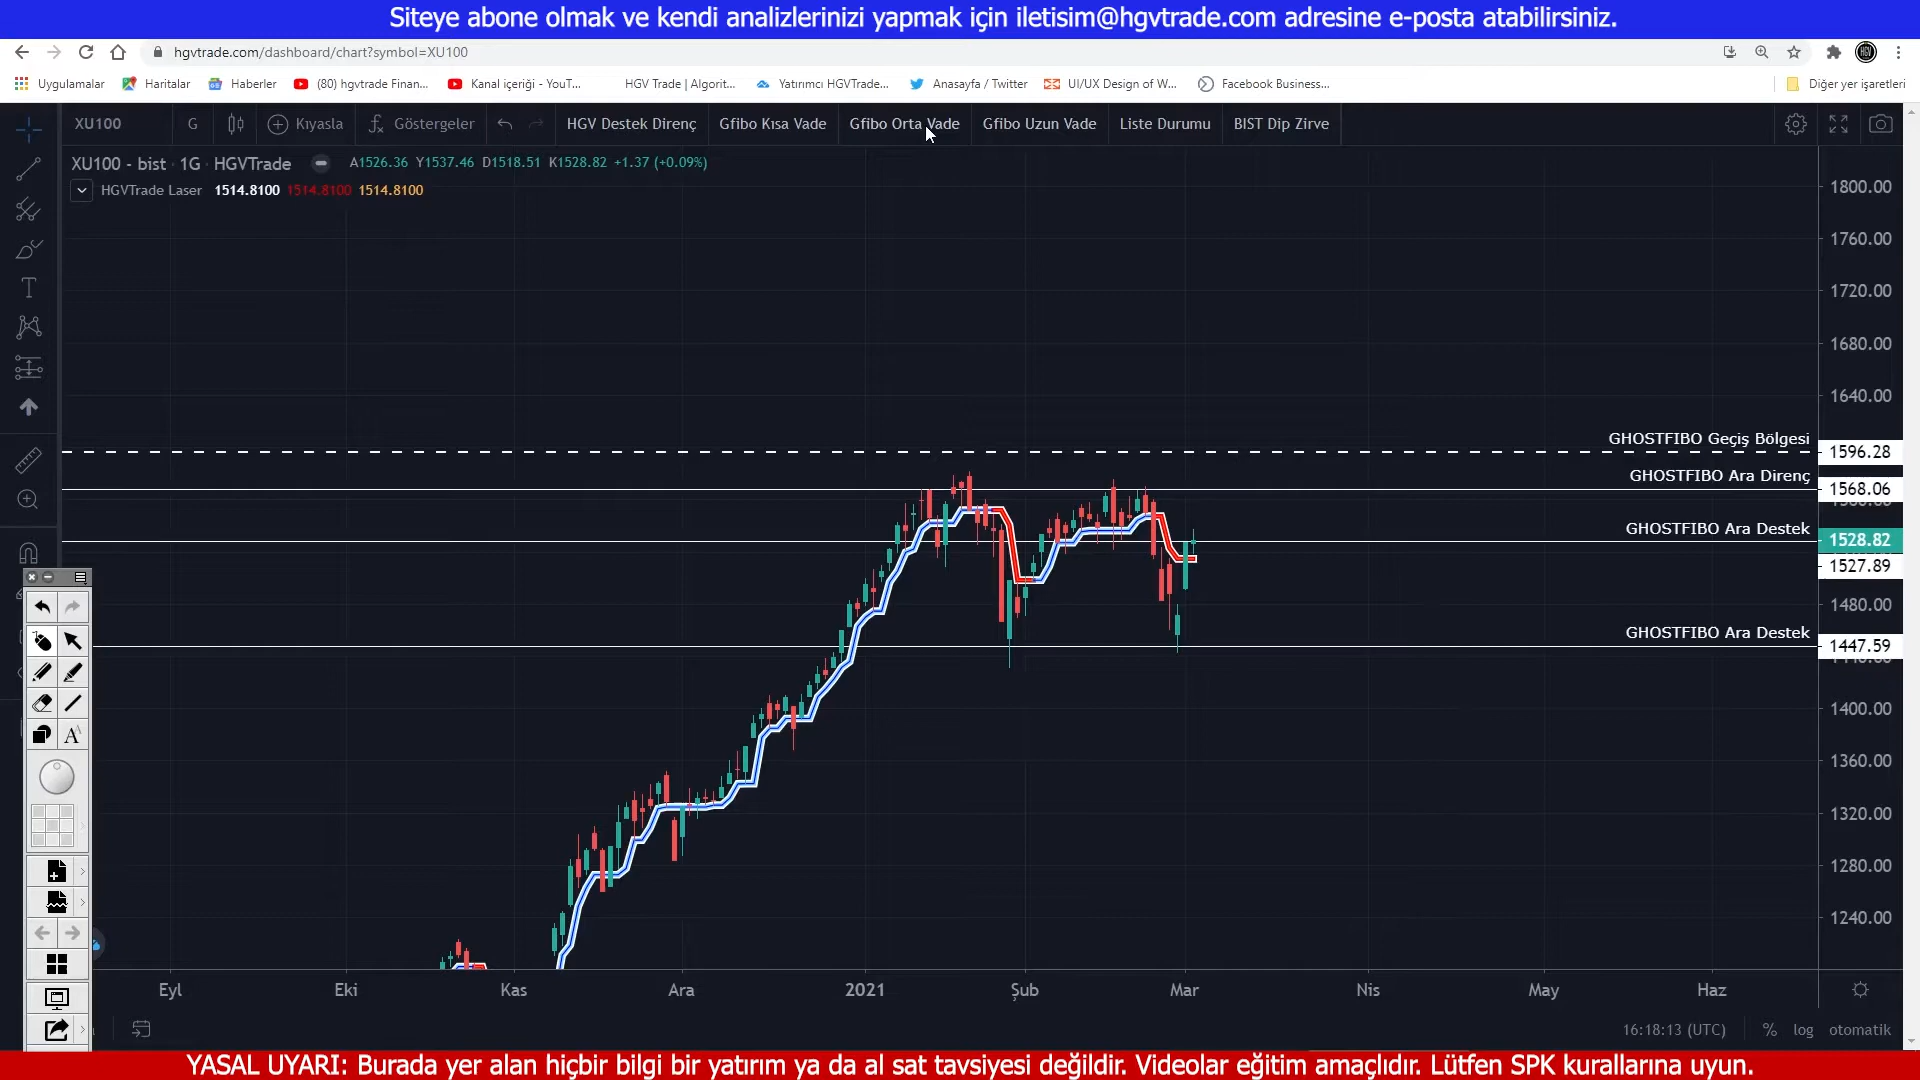 Siteye abone olmak ve kendi analizlerinizi yapmak için iletisim@hgvtrade.com adresine e-posta atabilirsiniz.
hgvtrade.com/dashboard/chart?symbol=XU100
Uygulamalar Haritalar Haberler (80) hgvtrade Finan... Kanal içeriği - YouT... HGV Trade | Algorit... Yatırımcı HGVTrade... Anasayfa / Twitter UI/UX Design of W... Facebook Business... Diğer yer işaretleri
XU100 G Kıyasla Göstergeler HGV Destek Direnç Gfibo Kısa Vade Gfibo Orta Vade Gfibo Uzun Vade Liste Durumu BIST Dip Zirve
XU100 - bist · 1G · HGVTrade A1526.36 Y1537.46 D1518.51 K1528.82 +1.37 (+0.09%)
HGVTrade Laser 1514.8100 1514.8100 1514.8100
1800.00
1760.00
1720.00
1680.00
1640.00
GHOSTFIBO Geçiş Bölgesi 1596.28
GHOSTFIBO Ara Direnç 1568.06
GHOSTFIBO Ara Destek 1528.82
1527.89
1480.00
GHOSTFIBO Ara Destek 1447.59
1400.00
1360.00
1320.00
1280.00
1240.00
Eyl Eki Kas Ara 2021 Şub Mar Nis May Haz
16:18:13 (UTC) % log otomatik
YASAL UYARI: Burada yer alan hiçbir bilgi bir yatırım ya da al sat tavsiyesi değildir. Videolar eğitim amaçlıdır. Lütfen SPK kurallarına uyun.